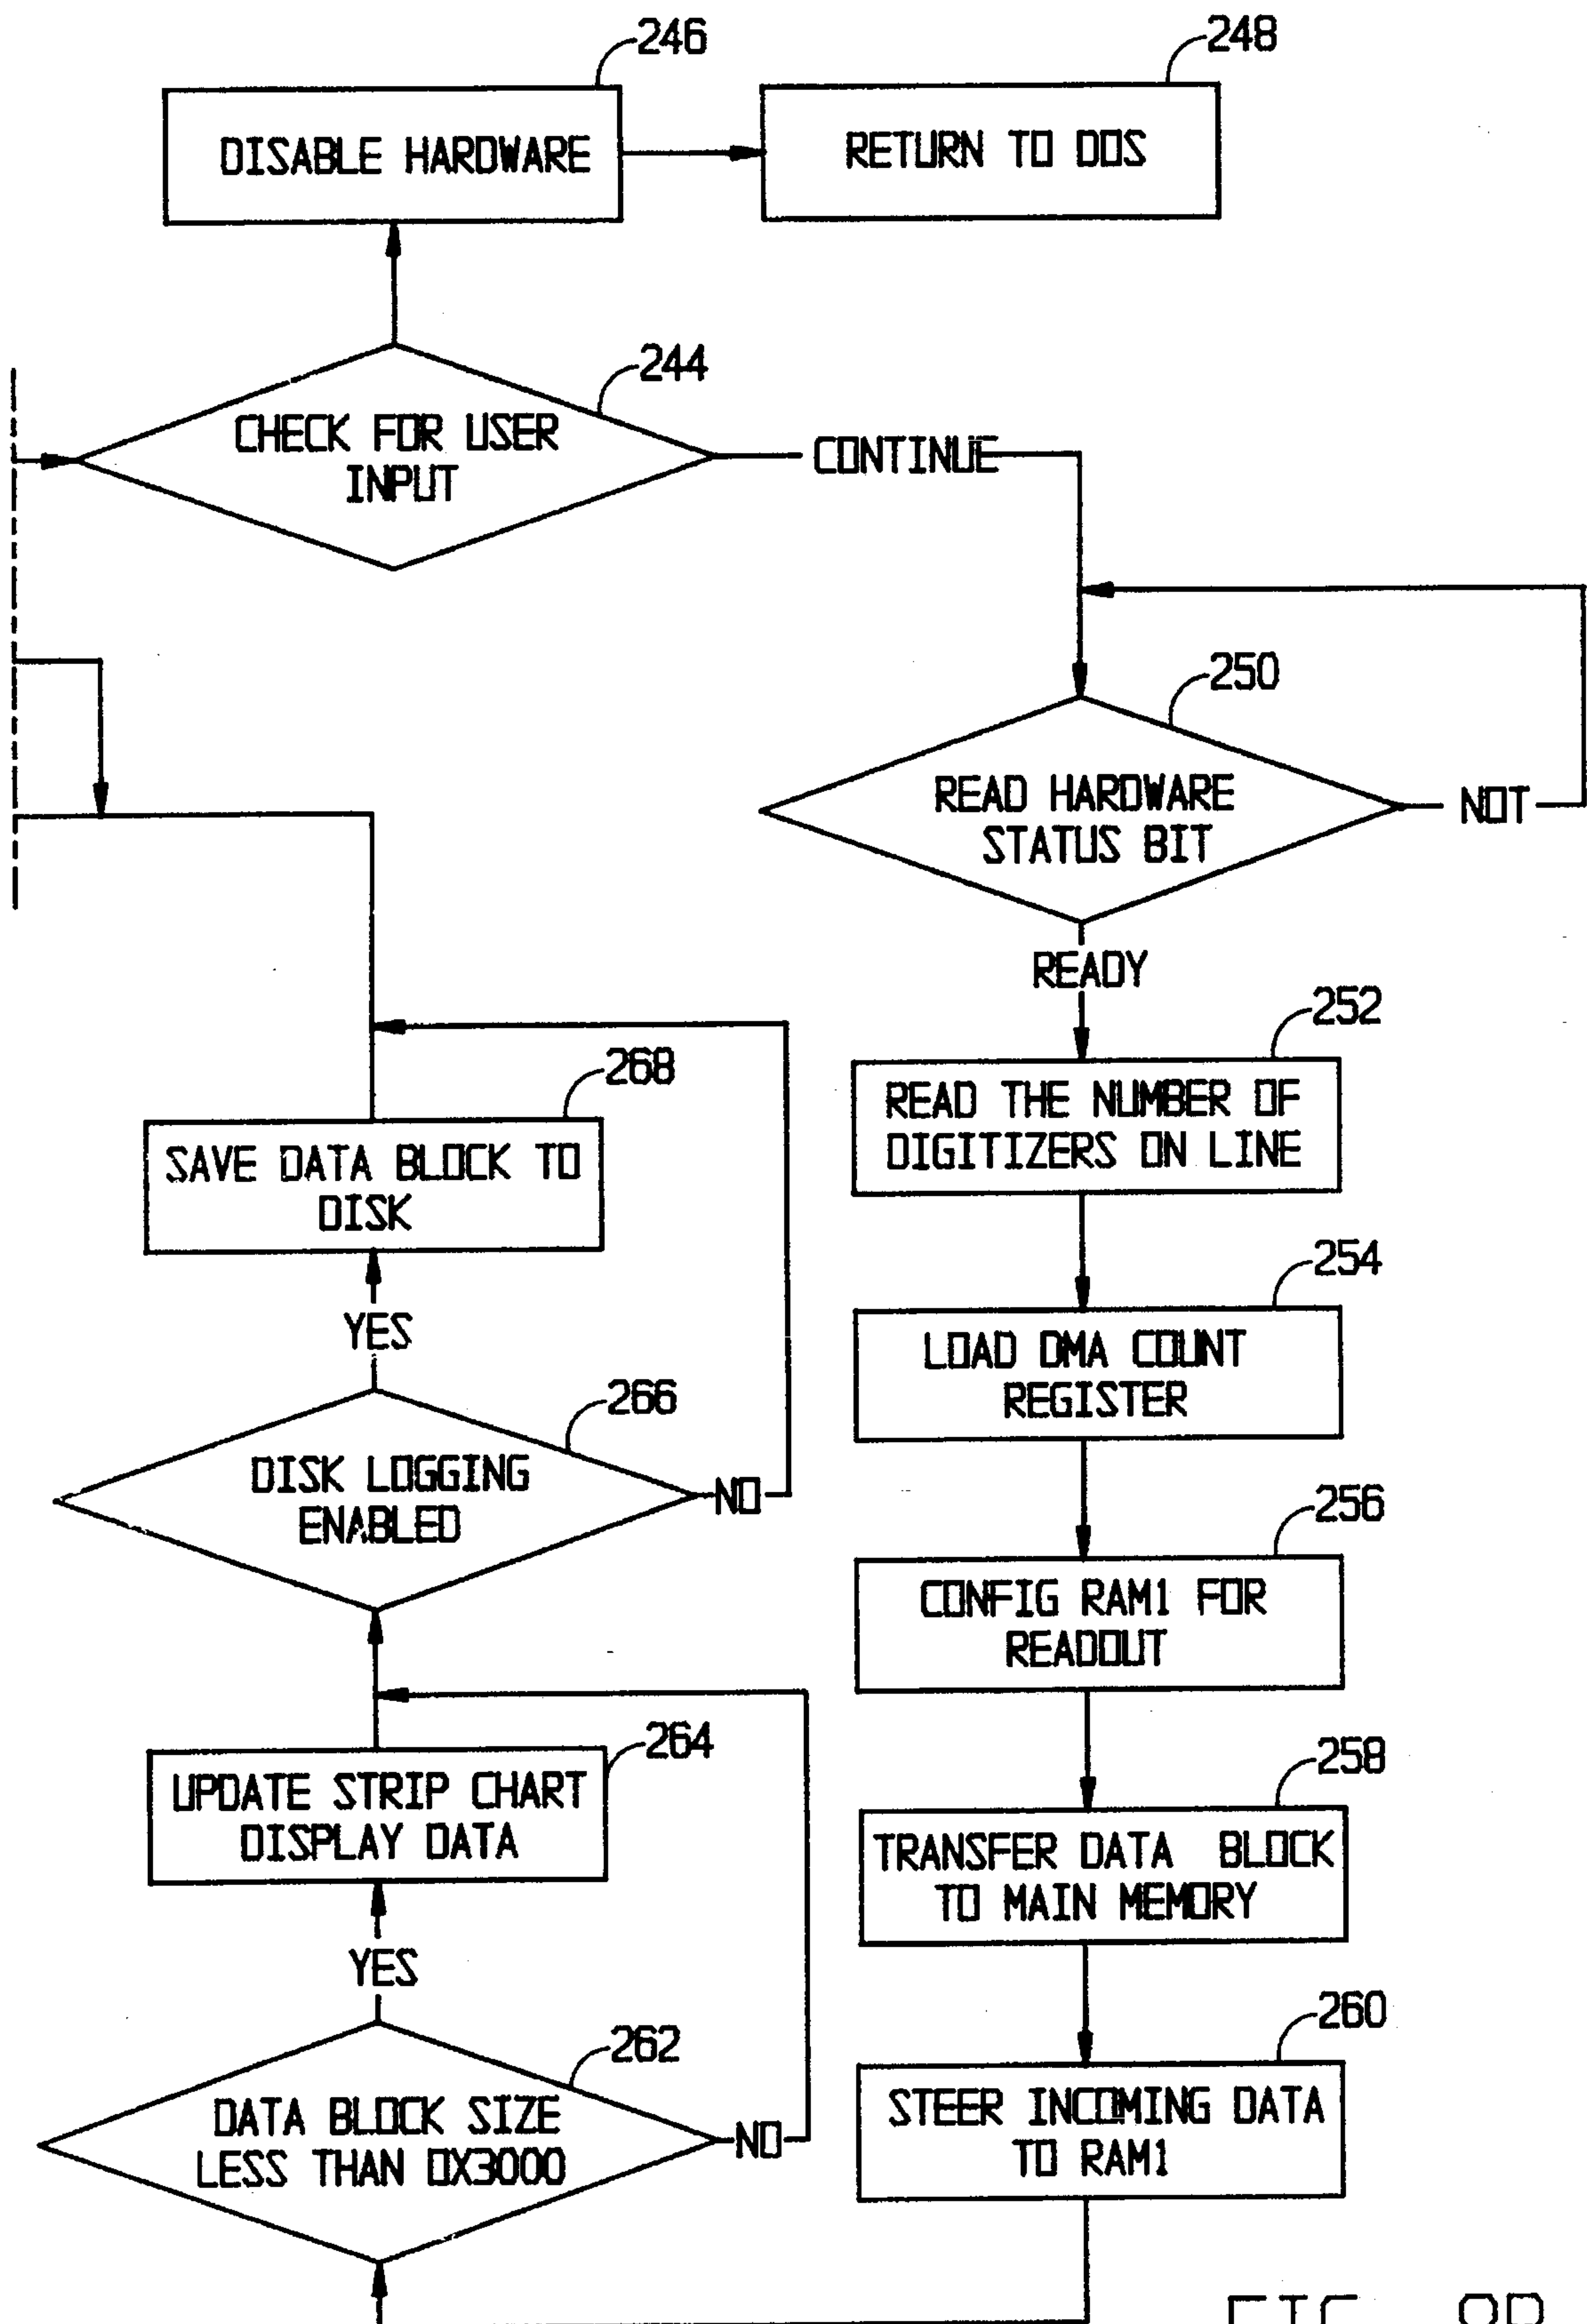 246
248
DISABLE HARDWARE
RETURN TO DOS
244
CHECK FOR USER
INPUT
CONTINUE
250
READ HARDWARE
STATUS BIT
NOT
READY
252
READ THE NUMBER OF
DIGITIZERS ON LINE
268
SAVE DATA BLOCK TO
DISK
254
LOAD DMA COUNT
REGISTER
YES
266
DISK LOGGING
ENABLED
NO
256
CONFIG RAM1 FOR
READOUT
264
UPDATE STRIP CHART
DISPLAY DATA
258
TRANSFER DATA BLOCK
TO MAIN MEMORY
YES
262
DATA BLOCK SIZE
LESS THAN 0X3000
NO
260
STEER INCOMING DATA
TO RAM1